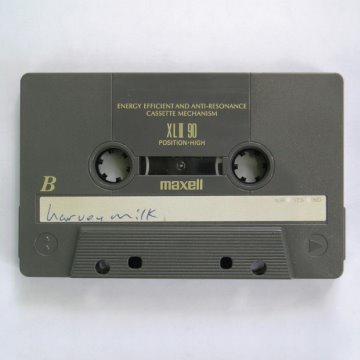 ENERGY EFFICIENT AND ANTI-RESONANCE
CASSETTE MECHANISM
XLII 90
POSITION·HIGH
maxell
B
harvey milk.